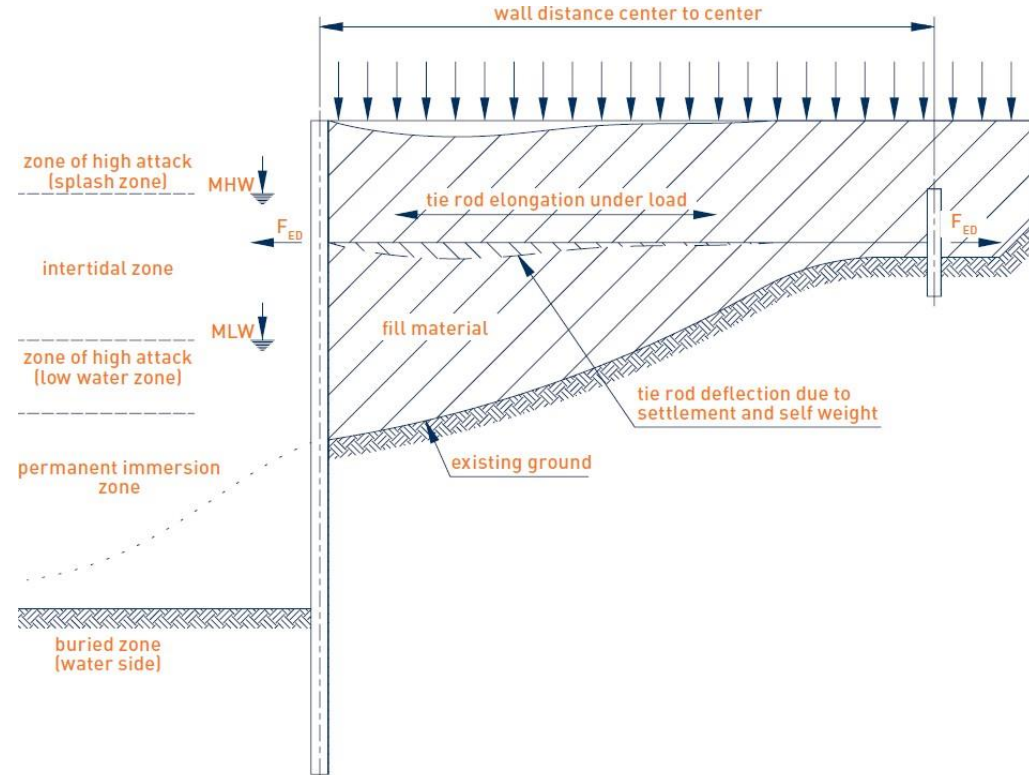 wall distance center to center
zone of high attack
(splash zone)
MHW
tie rod elongation under load
F_ED
F_ED
intertidal zone
MLW
fill material
zone of high attack
(low water zone)
tie rod deflection due to
settlement and self weight
existing ground
permanent immersion
zone
buried zone
(water side)